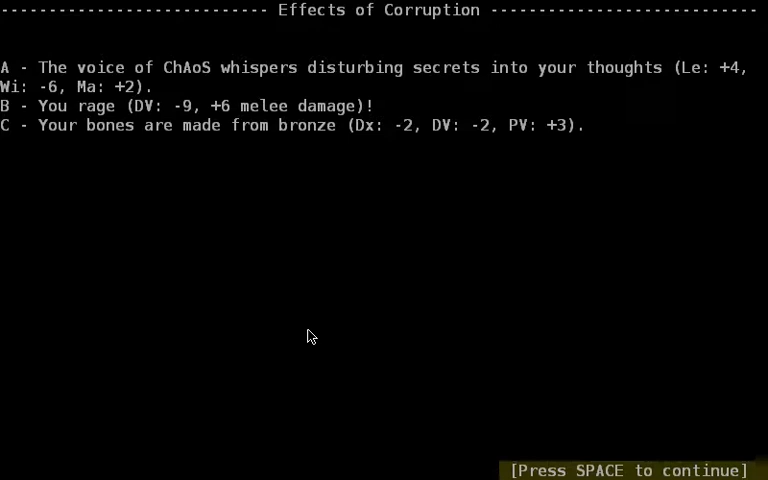 ---------------------------- Effects of Corruption ----------------------------
A - The voice of ChAoS whispers disturbing secrets into your thoughts (Le: +4,
Wi: -6, Ma: +2).
B - You rage (DV: -9, +6 melee damage)!
C - Your bones are made from bronze (Dx: -2, DV: -2, PV: +3).
[Press SPACE to continue]